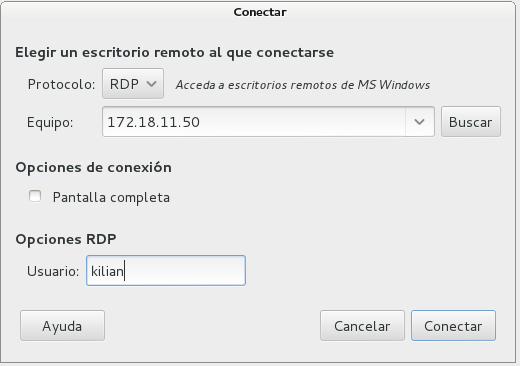 Conectar
Elegir un escritorio remoto al que conectarse
Protocolo: RDP Acceda a escritorios remotos de MS Windows
Equipo: 172.18.11.50 Buscar
Opciones de conexión
Pantalla completa
Opciones RDP
Usuario: kilian
Ayuda Cancelar Conectar